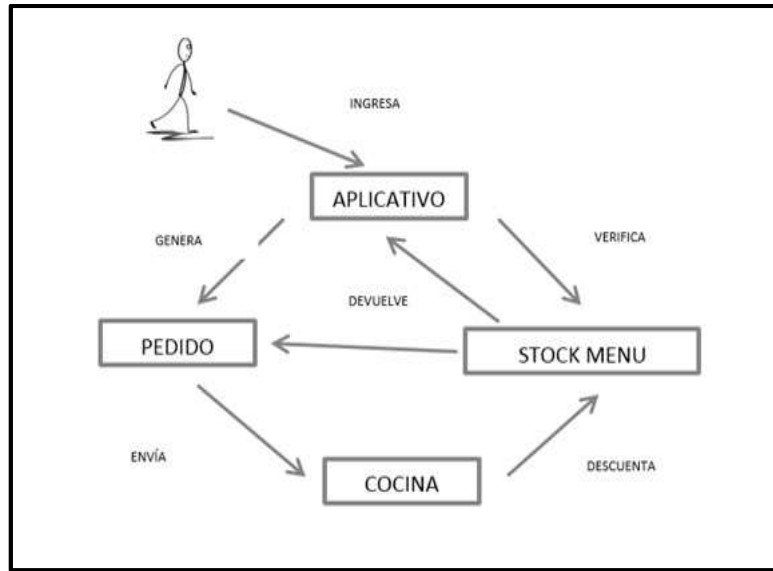 INGRESA
APLICATIVO
GENERA
VERIFICA
DEVUELVE
PEDIDO
STOCK MENU
ENVÍA
DESCUENTA
COCINA